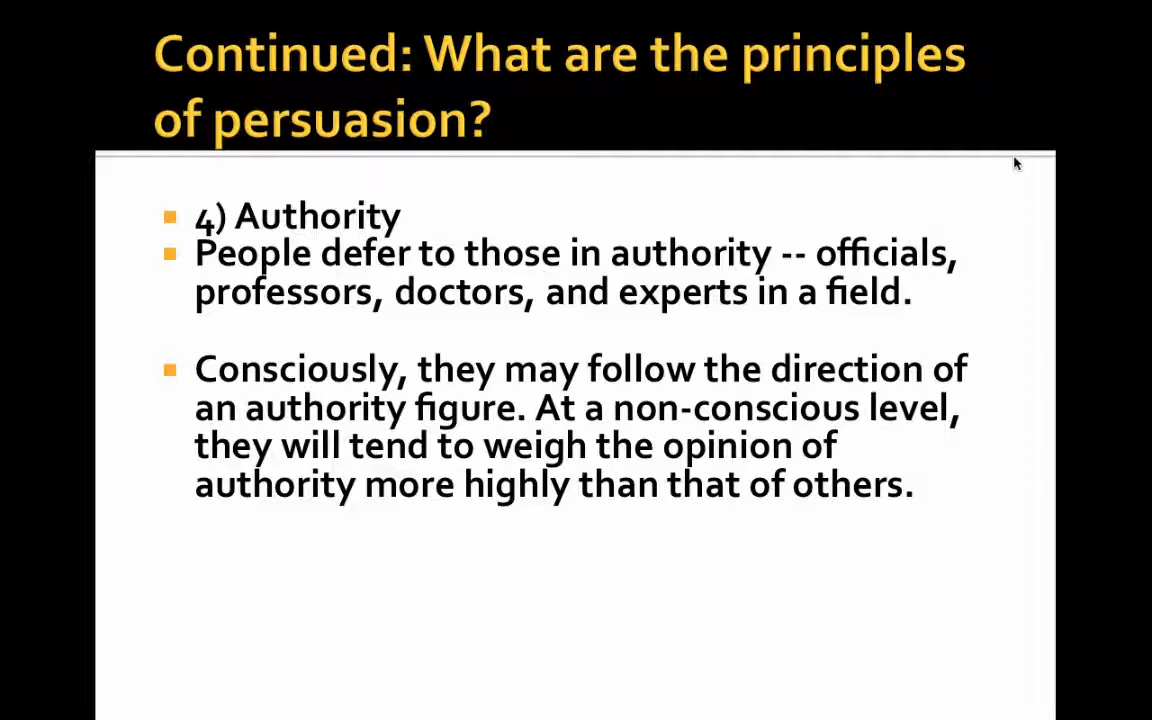 Continued: What are the principles
of persuasion?
4) Authority
People defer to those in authority -- officials,
professors, doctors, and experts in a field.
Consciously, they may follow the direction of
an authority figure. At a non-conscious level,
they will tend to weigh the opinion of
authority more highly than that of others.